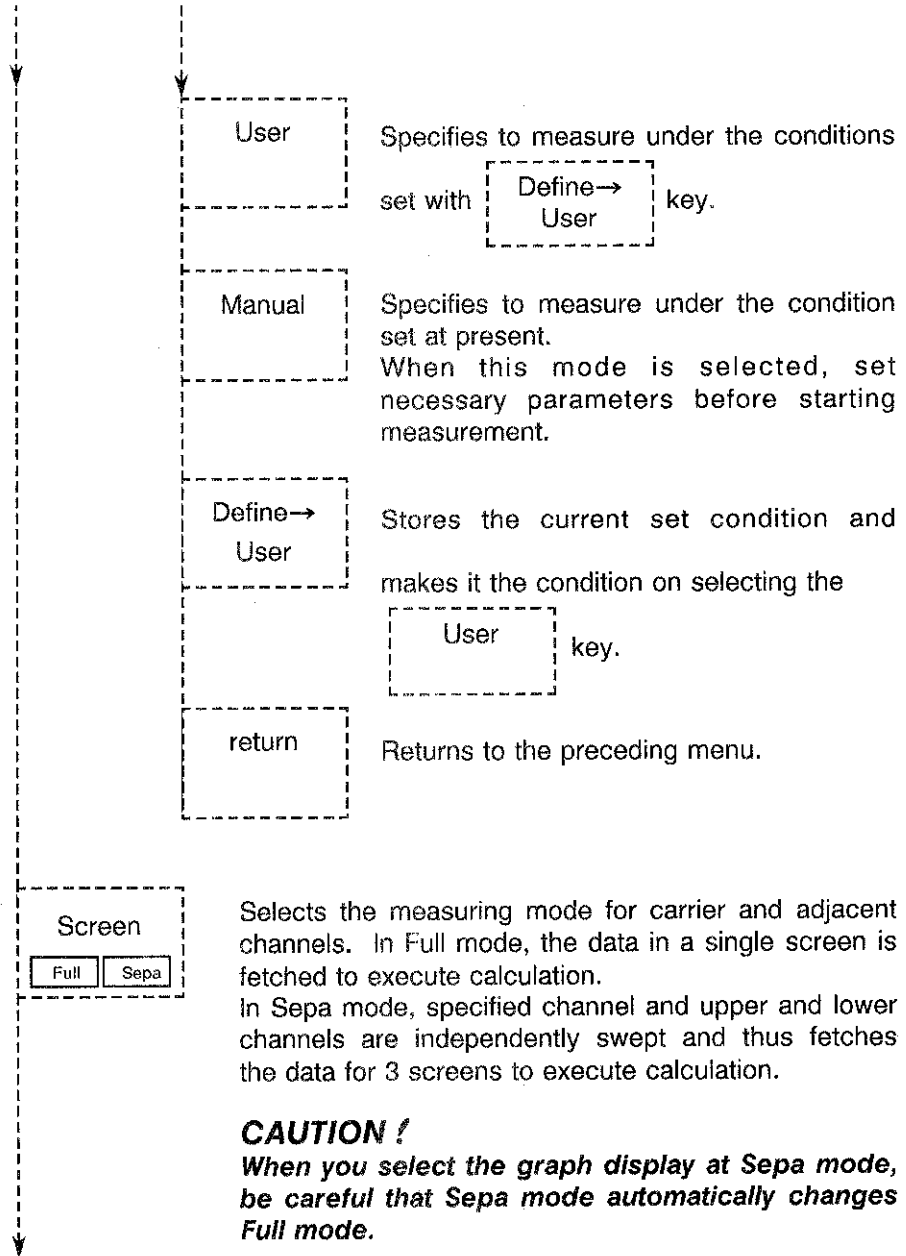 User
Specifies to measure under the conditions
set with Define→ User key.
Manual
Specifies to measure under the condition
set at present.
When this mode is selected, set
necessary parameters before starting
measurement.
Define→
User
Stores the current set condition and
makes it the condition on selecting the
User key.
return
Returns to the preceding menu.
Screen
Full Sepa
Selects the measuring mode for carrier and adjacent
channels. In Full mode, the data in a single screen is
fetched to execute calculation.
In Sepa mode, specified channel and upper and lower
channels are independently swept and thus fetches
the data for 3 screens to execute calculation.
CAUTION !
When you select the graph display at Sepa mode,
be careful that Sepa mode automatically changes
Full mode.